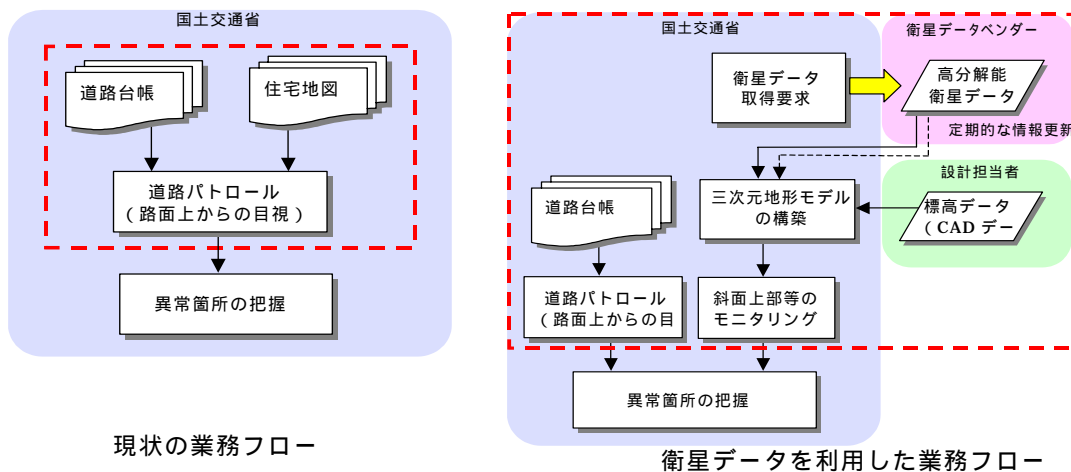 国土交通省
道路台帳
住宅地図
道路パトロール
(路面上からの目視)
異常箇所の把握
現状の業務フロー
国土交通省
衛星データベンダー
衛星データ
取得要求
高分解能
衛星データ
定期的な情報更新
設計担当者
道路台帳
三次元地形モデル
の構築
標高データ
(CAD デー
道路パトロール
(路面上からの目
斜面上部等の
モニタリング
異常箇所の把握
衛星データを利用した業務フロー